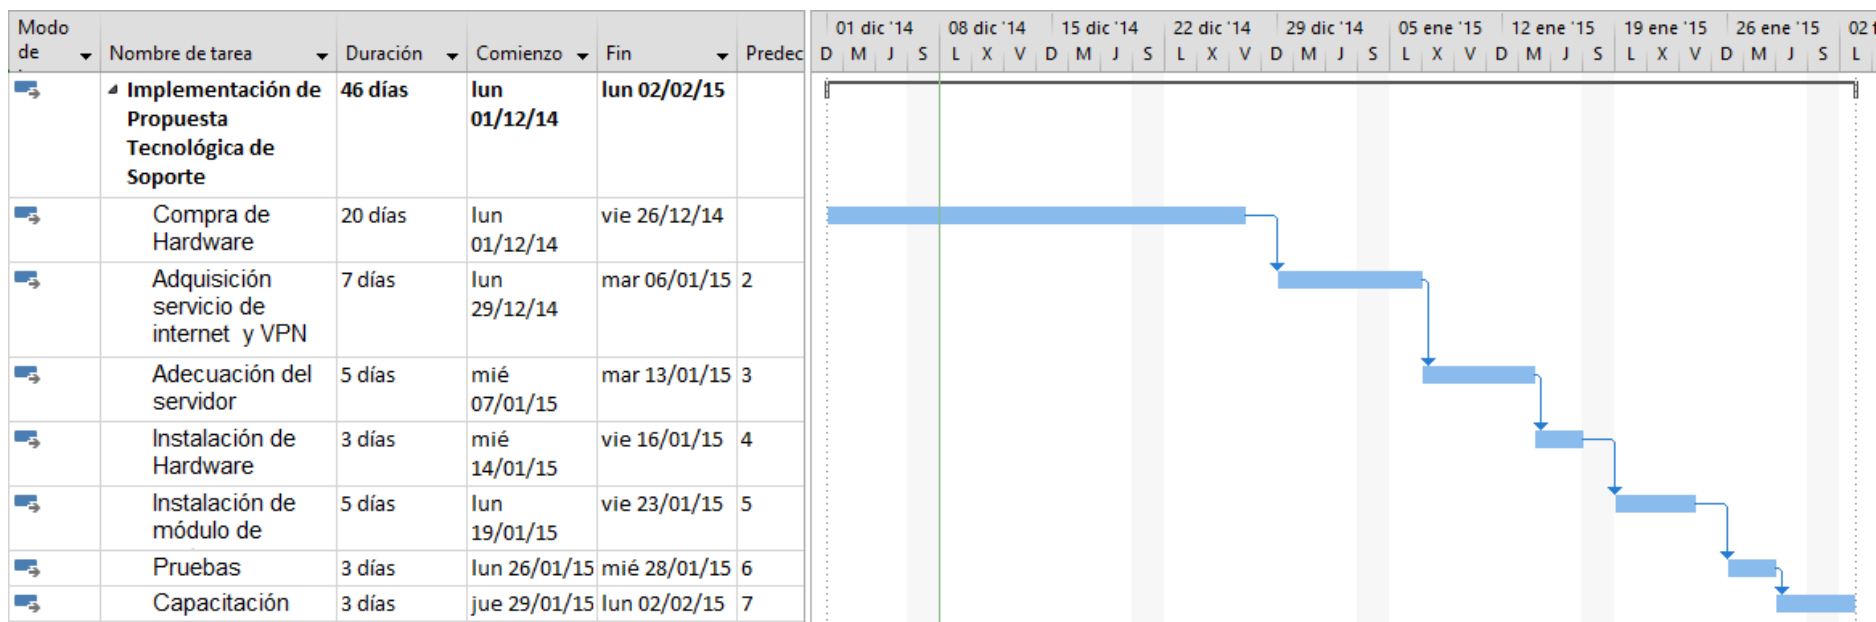 Modo de
Nombre de tarea
Duración
Comienzo
Fin
Predec
01 dic '14 08 dic '14 15 dic '14 22 dic '14 29 dic '14 05 ene '15 12 ene '15 19 ene '15 26 ene '15 02
D M J S L X V D M J S L X V D M J S L X V D M J S L X V D M J S L
Implementación de
Propuesta
Tecnológica de
Soporte
46 días
lun
01/12/14
lun 02/02/15
Compra de
Hardware
20 días
lun
01/12/14
vie 26/12/14
Adquisición
servicio de
internet y VPN
7 días
lun
29/12/14
mar 06/01/15
2
Adecuación del
servidor
5 días
mié
07/01/15
mar 13/01/15
3
Instalación de
Hardware
3 días
mié
14/01/15
vie 16/01/15
4
Instalación de
módulo de
5 días
lun
19/01/15
vie 23/01/15
5
Pruebas
3 días
lun 26/01/15
mié 28/01/15
6
Capacitación
3 días
jue 29/01/15
lun 02/02/15
7